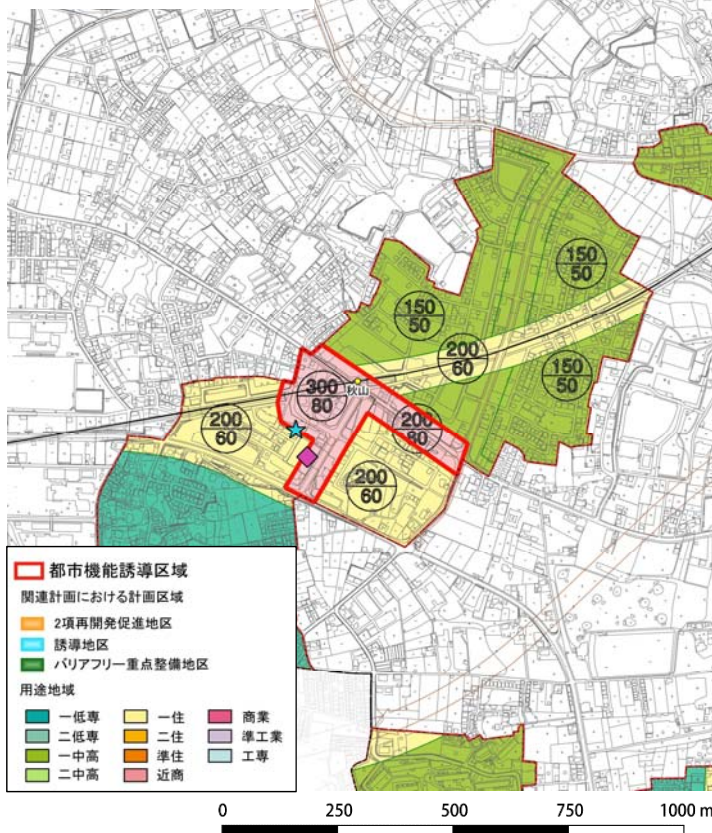 150
50
150
50
200
60
150
50
300
80
秋山
200
60
200
80
200
60
都市機能誘導区域
関連計画における計画区域
2項再開発促進地区
誘導地区
バリアフリー重点整備地区
用途地域
一低専 一住 商業
二低専 二住 準工業
一中高 準住 工専
二中高 近商
0 250 500 750 1000 m